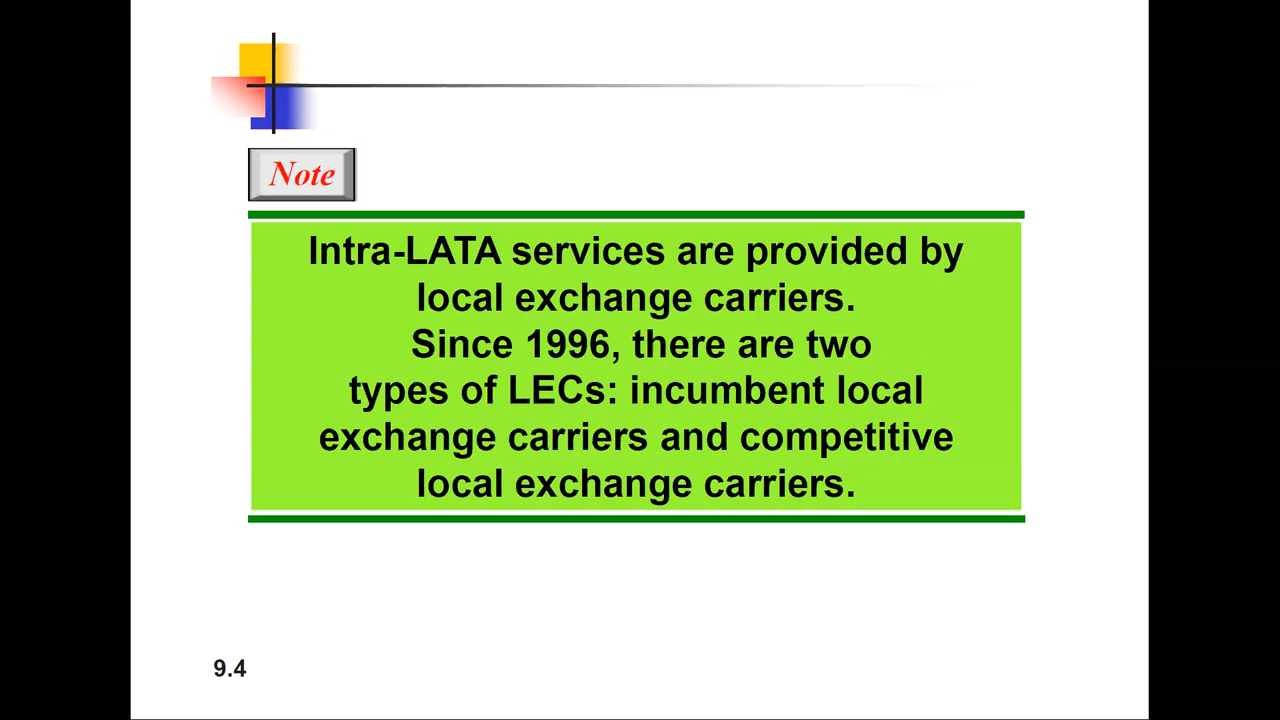 Note
Intra-LATA services are provided by
local exchange carriers.
Since 1996, there are two
types of LECs: incumbent local
exchange carriers and competitive
local exchange carriers.
9.4